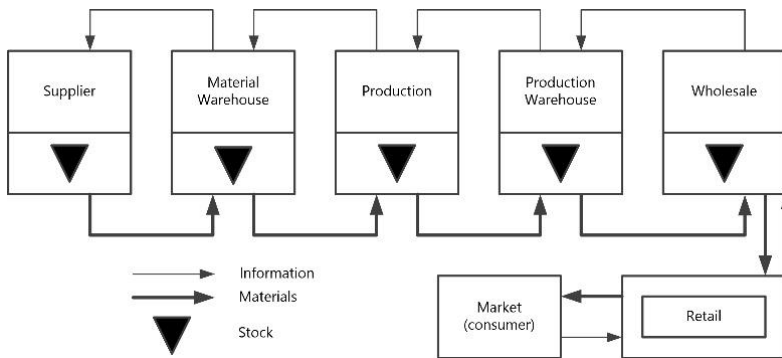 Supplier
Material
Warehouse
Production
Production
Warehouse
Wholesale
Information
Materials
Stock
Market
(consumer)
Retail